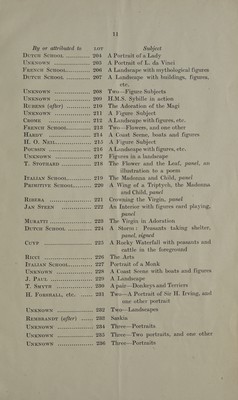 11
By or attributed to LOT Subject
DUTCH SCHOOL ............ 204 A Portrait of a Lady
UNKNOWN ............ 205 A Portrait of L. da Vinci
FRENCH SCHOOL ............ 206 A Landscape with mythological figures
DUTCH SCHOOL ............ 207 A Landscape with buildings, figures,
etc.
UNKNOWN ............ 208 Two—Figure Subjects
UNKNOWN ............ 209 H.M.S. Sybille in action
RUBENS (after) ............ 210 The Adoration of the Magi
UNKNOWN ............ 211 A Figure Subject
CROME ............ 212 A Landscape with figures, etc.
FRENCH SCHOOL ............ 213 Two—Flowers, and one other
HARDY ............ 214 A Coast Scene, boats and figures
H. O. NEIL ............ 215 A Figure Subject
POUSSIN ............ 216 A Landscape with figures, etc.
UNKNOWN ............ 217 Figures in a landscape
T. STODHARD ............ 218 The Flower and the Leaf, panel, an
illustration to a poem
ITALIAN SCHOOL ............ 219 The Madonna and Child, panel
PRIMITIVE SCHOOL ............ 220 A Wing of a Triptych, the Madonna
and Child, panel
RIBERA ............ 221 Crowning the Virgin, panel
JAN STEEN ............ 222 An Interior with figures card playing,
panel
MURATTI ............ 223 The Virgin in Adoration
DUTCH SCHOOL ............ 224 A Storm: Peasants taking shelter,
panel, signed
CUYP ............ 225 A Rocky Waterfall with peasants and
cattle in the foreground
RICCI ............ 226 The Arts
ITALIAN SCHOOL ............ 227 Portrait of a Monk
UNKNOWN ............ 228 A Coast Scene with boats and figures
J. PAUL ............ 229 A Landscape
T. SMYTH ............ 230 A pair—Donkeys and Terriers
H. FORSHALL, etc. ............ 231 Two—A Portrait of Sir H. Irving, and
one other portrait
UNKNOWN ............ 232 Two—Landscapes
REMBRANDT (after) ............ 233 Saskia
UNKNOWN ............ 234 Three—Portraits
UNKNOWN ............ 235 Three—Two portraits, and one other
UNKNOWN ............ 236 Three—Portraits